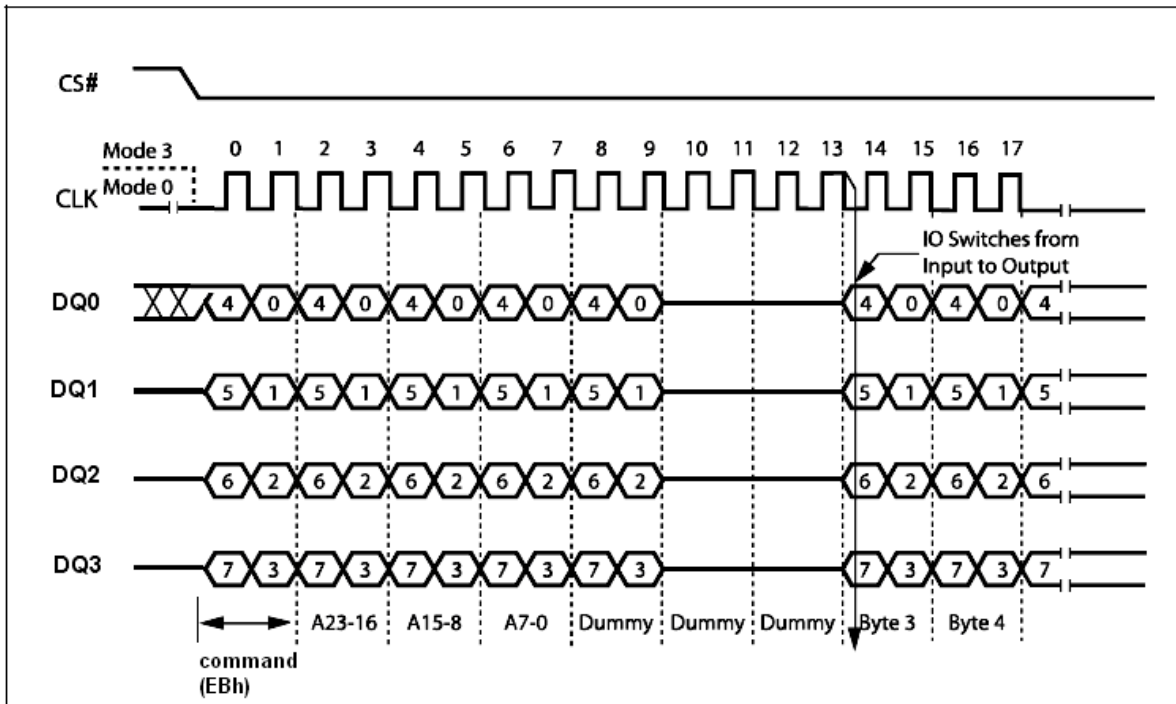 CS#
Mode 3
0 1 2 3 4 5 6 7 8 9 10 11 12 13 14 15 16 17
Mode 0
CLK
IO Switches from
Input to Output
DQ0 4 0 4 0 4 0 4 0 4 0 4 0 4 0 4
DQ1 5 1 5 1 5 1 5 1 5 1 5 1 5 1 5
DQ2 6 2 6 2 6 2 6 2 6 2 6 2 6 2 6
DQ3 7 3 7 3 7 3 7 3 7 3 7 3 7 3 7
A23-16 A15-8 A7-0 Dummy Dummy Dummy Byte 3 Byte 4
command
(EBh)